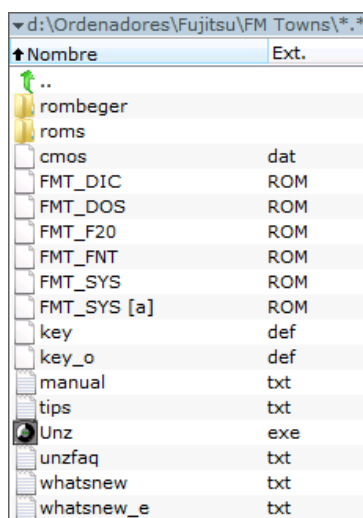 d:\Ordenadores\Fujitsu\FM Towns\*.*
Nombre Ext.
..
rombeger
roms
cmos dat
FMT_DIC ROM
FMT_DOS ROM
FMT_F20 ROM
FMT_FNT ROM
FMT_SYS ROM
FMT_SYS [a] ROM
key def
key_o def
manual txt
tips txt
Unz exe
unzfaq txt
whatsnew txt
whatsnew_e txt